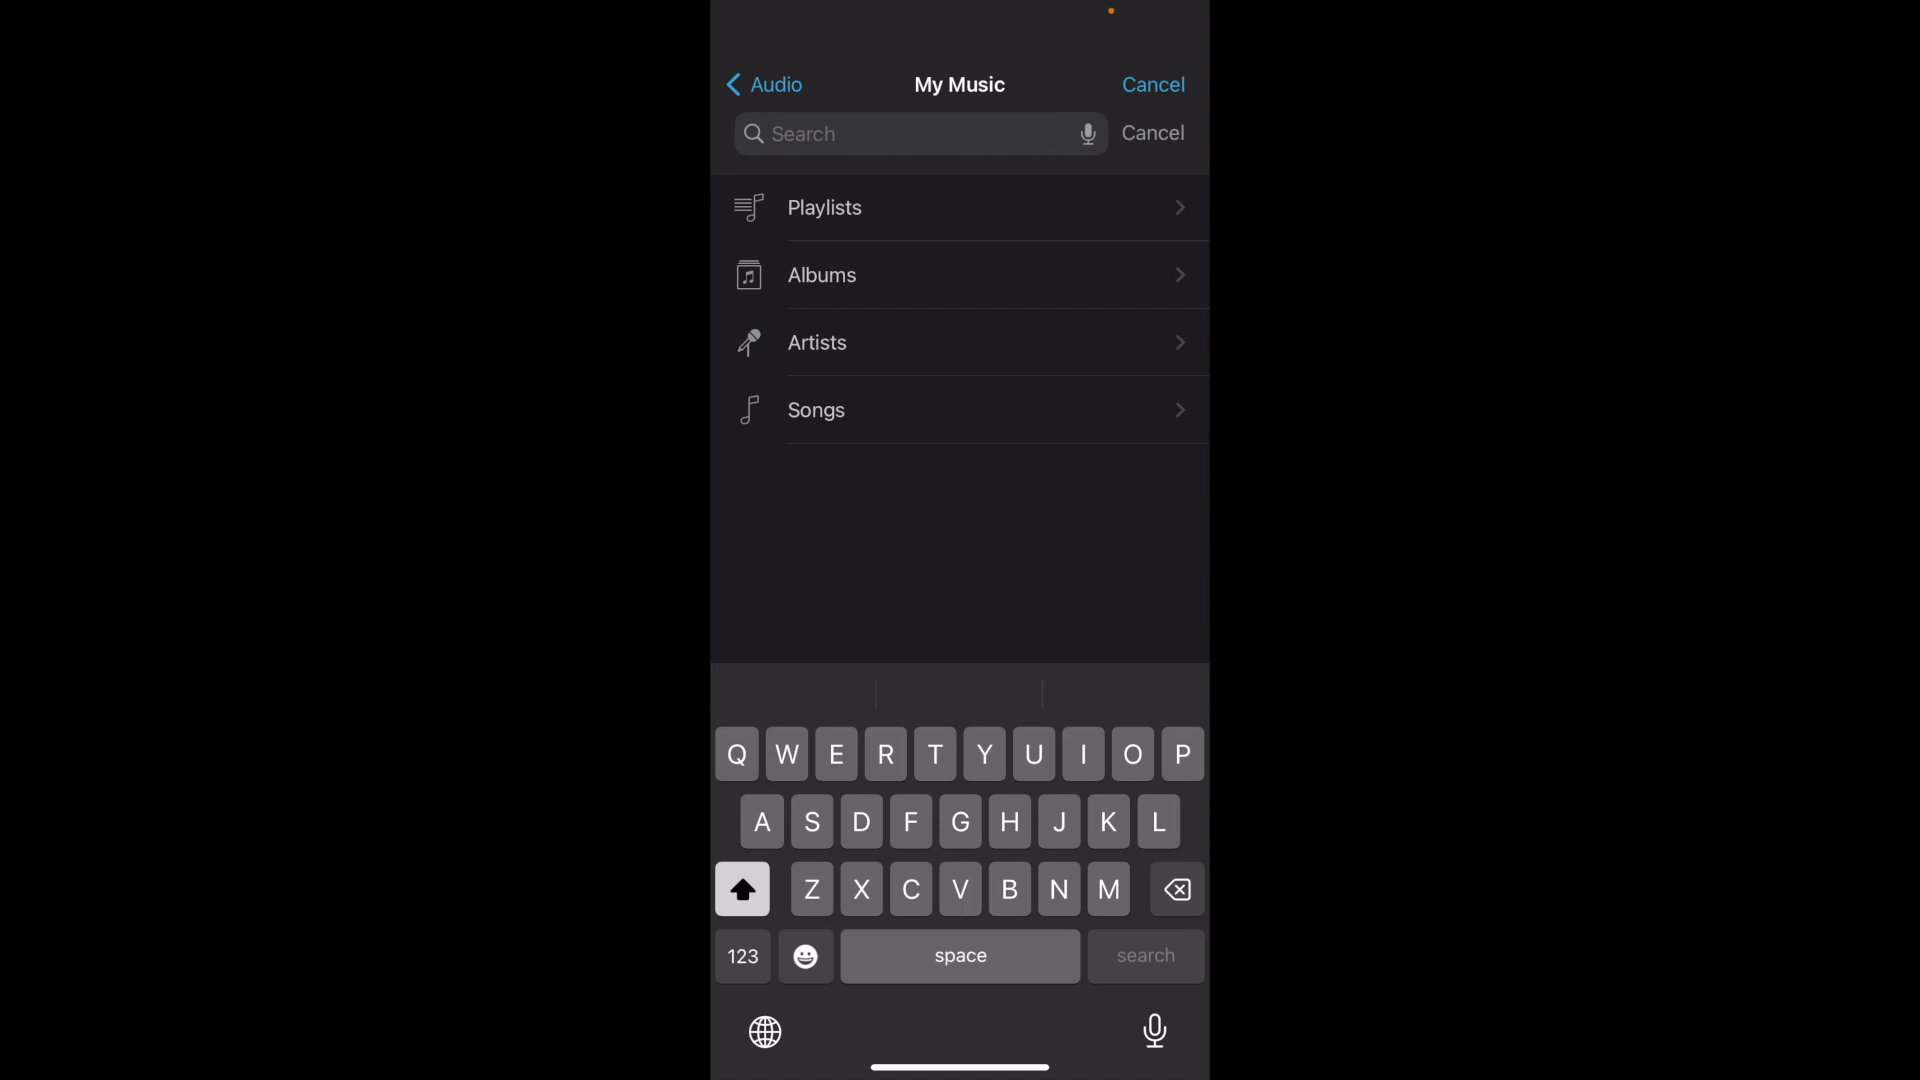 Audio My Music Cancel
Search Cancel
Playlists
Albums
Artists
Songs
Q W E R T Y U I O P
A S D F G H J K L
Z X C V B N M
123 space search